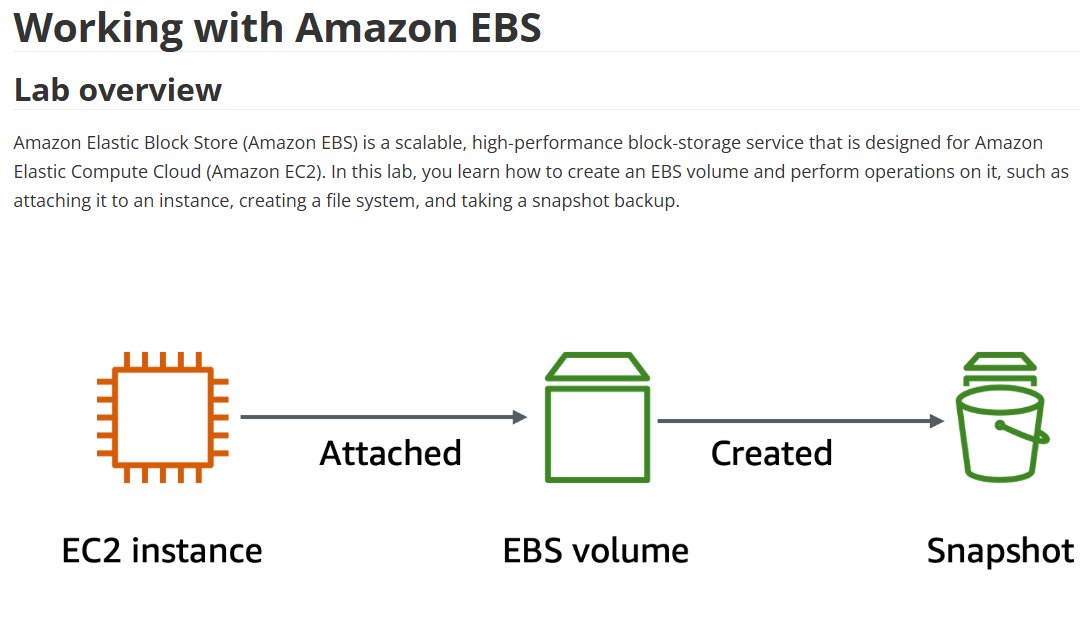 Working with Amazon EBS
Lab overview
Amazon Elastic Block Store (Amazon EBS) is a scalable, high-performance block-storage service that is designed for Amazon
Elastic Compute Cloud (Amazon EC2). In this lab, you learn how to create an EBS volume and perform operations on it, such as
attaching it to an instance, creating a file system, and taking a snapshot backup.
Attached
Created
EC2 instance
EBS volume
Snapshot